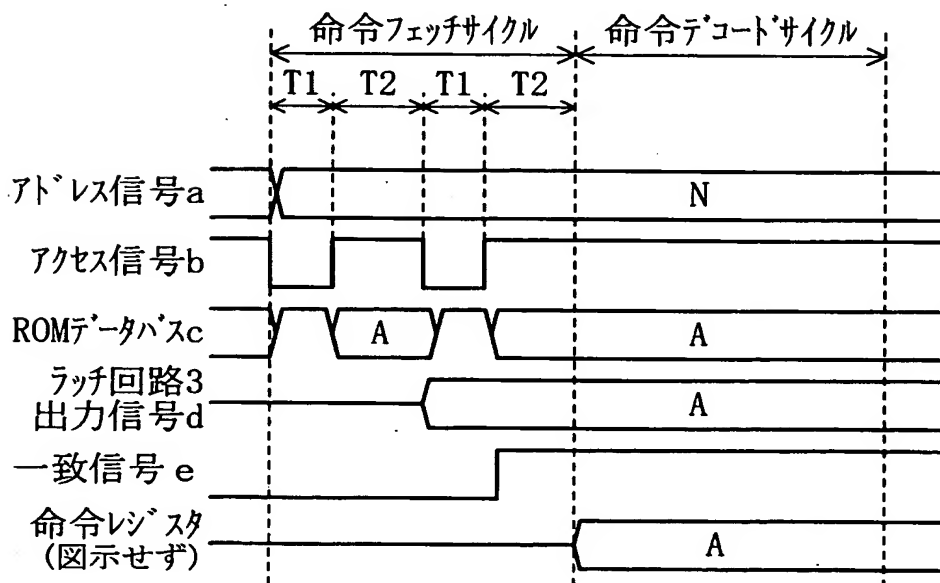 命令フェッチサイクル 命令デコードサイクル
T1 T2 T1 T2
アドレス信号a N
アクセス信号b
ROMデータバスc A A
ラッチ回路3
出力信号d A
一致信号e
命令レジスタ
(図示せず) A